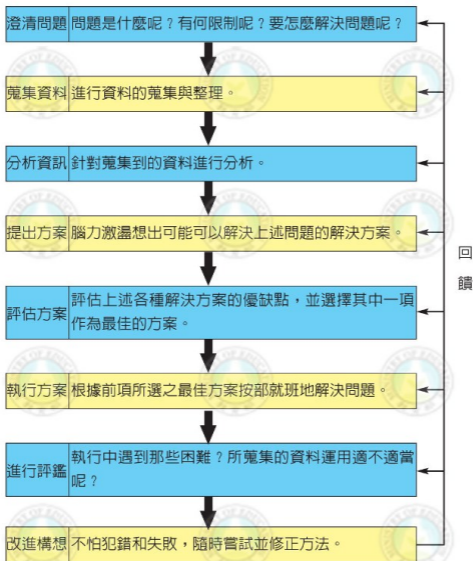 澄清問題 問題是什麼呢？有何限制呢？要怎麼解決問題呢？
蒐集資料 進行資料的蒐集與整理。
分析資訊 針對蒐集到的資料進行分析。
提出方案 腦力激盪想出可能可以解決上述問題的解決方案。
評估方案 評估上述各種解決方案的優缺點，並選擇其中一項
作為最佳的方案。
執行方案 根據前項所選之最佳方案按部就班地解決問題。
進行評鑑 執行中遇到那些困難？所蒐集的資料運用適不適當
呢？
改進構想 不怕犯錯和失敗，隨時嘗試並修正方法。
回
饋